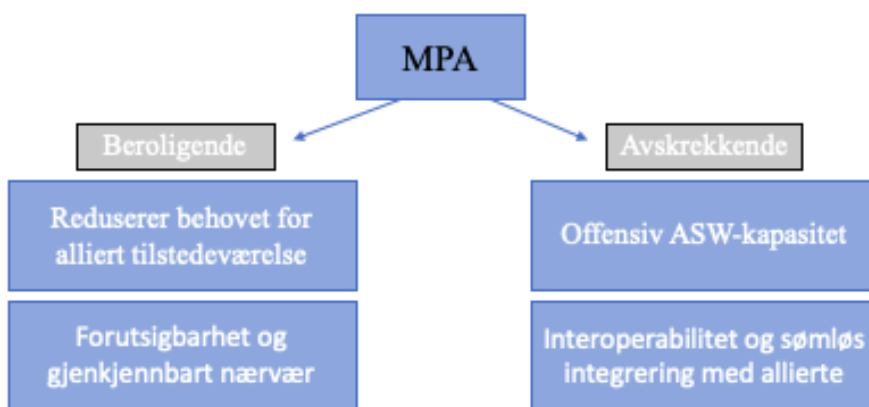 MPA
Beroligende
Avskrekkende
Reduserer behovet for
alliert tilstedeværelse
Offensiv ASW-kapasitet
Forutsigbarhet og
gjenkjennbart nærvær
Interoperabilitet og sømløs
integrering med allierte